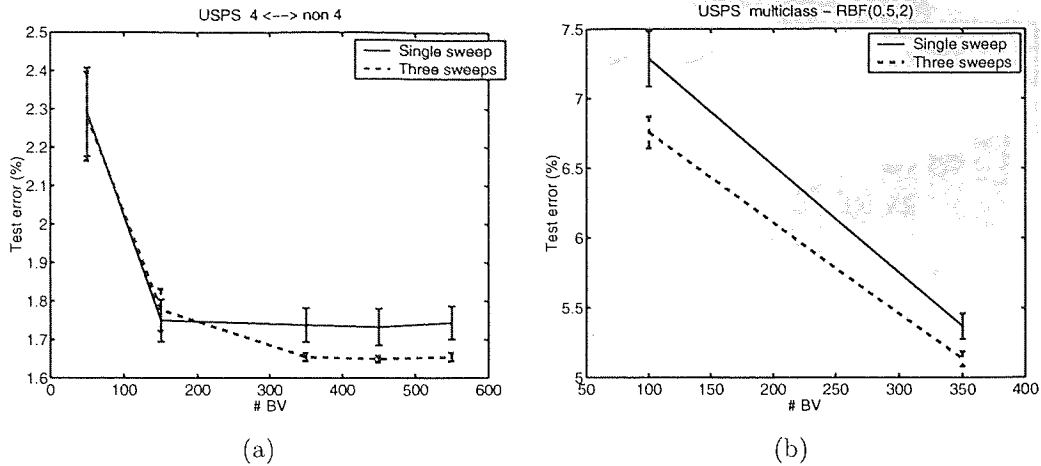 USPS 4 <--> non 4
Single sweep
Three sweeps
Test error (%)
2.5
2.4
2.3
2.2
2.1
2
1.9
1.8
1.7
1.6
0 100 200 300 400 500 600
# BV
(a)
USPS multiclass – RBF(0.5,2)
Single sweep
Three sweeps
Test error (%)
7.5
7
6.5
6
5.5
5
50 100 150 200 250 300 350 400
# BV
(b)